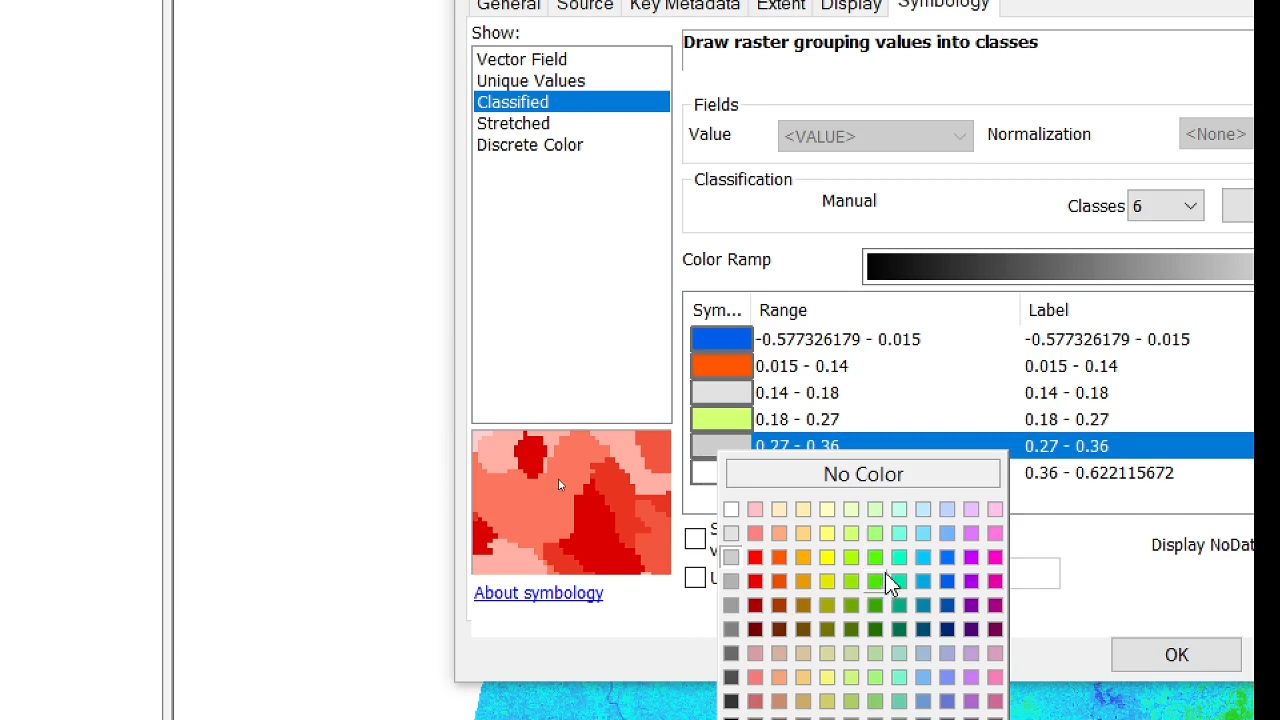 General Source Key Metadata Extent Display Symbology
Show:
Vector Field
Unique Values
Classified
Stretched
Discrete Color
About symbology
Draw raster grouping values into classes
Fields
Value <VALUE> Normalization <None>
Classification
Manual
Classes 6
Color Ramp
Sym... Range Label
-0.577326179 - 0.015 -0.577326179 - 0.015
0.015 - 0.14 0.015 - 0.14
0.14 - 0.18 0.14 - 0.18
0.18 - 0.27 0.18 - 0.27
0.27 - 0.36 0.27 - 0.36
0.36 - 0.622115672
No Color
Display NoDat
OK